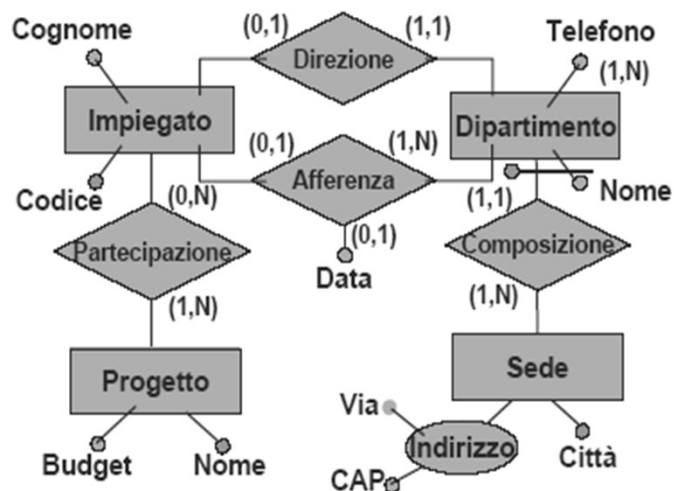 Cognome
(0,1)
Direzione
(1,1)
Telefono
(1,N)
Impiegato
Dipartimento
(0,1)
Afferenza
(1,N)
Codice
(0,N)
(1,1)
Nome
Partecipazione
(0,1)
Data
Composizione
(1,N)
(1,N)
Progetto
Sede
Budget
Nome
Via
Indirizzo
CAP
Città